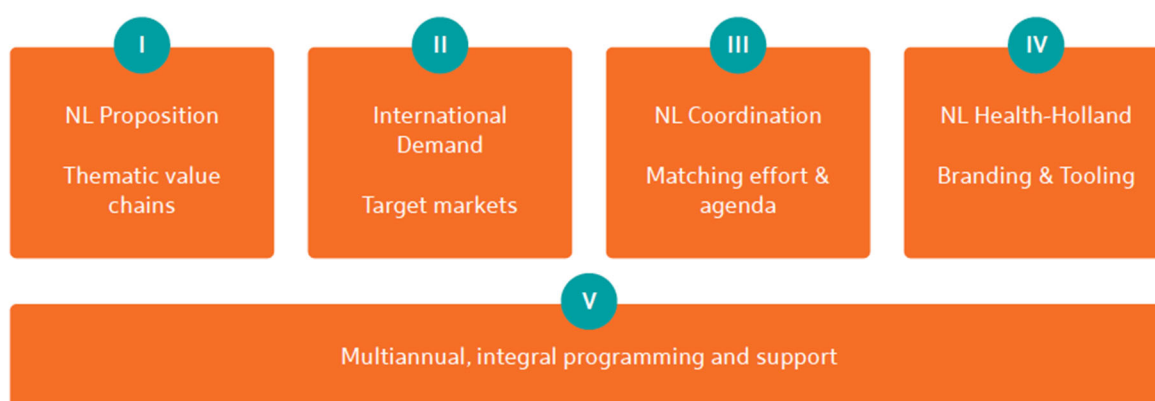 I
NL Proposition
Thematic value
chains
II
International
Demand
Target markets
III
NL Coordination
Matching effort &
agenda
IV
NL Health-Holland
Branding & Tooling
V
Multiannual, integral programming and support